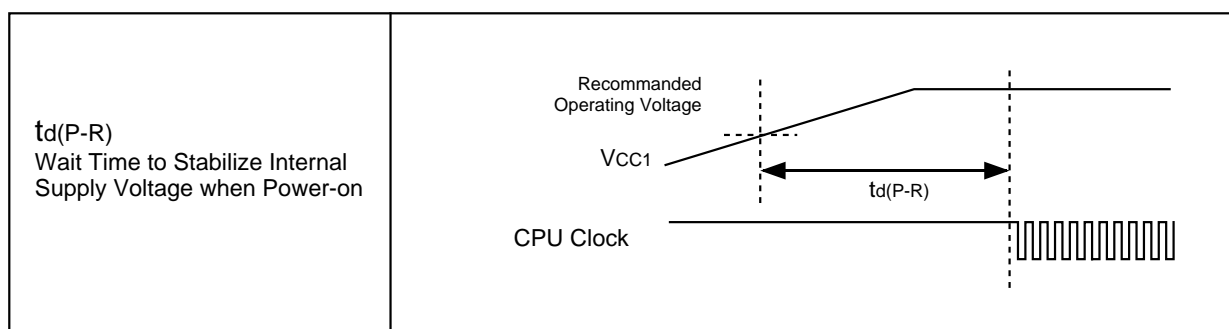 td(P-R)
Wait Time to Stabilize Internal
Supply Voltage when Power-on
Recommanded
Operating Voltage
VCC1
td(P-R)
CPU Clock